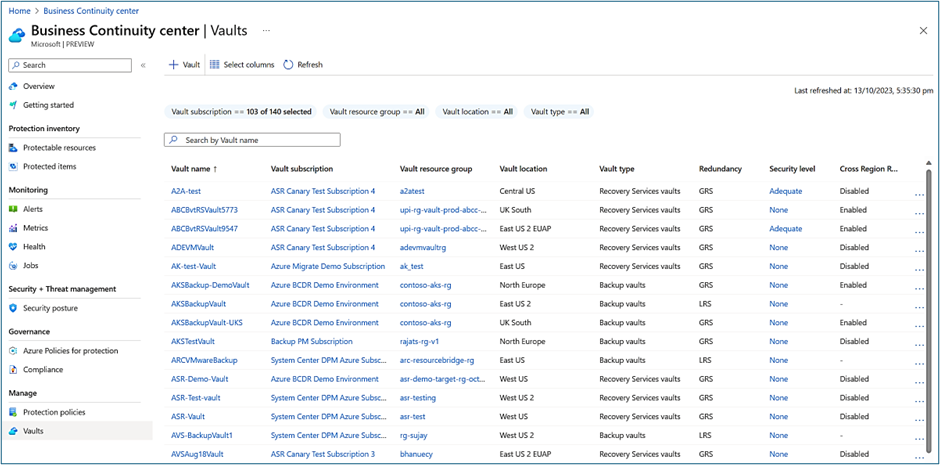 Home > Business Continuity center
Business Continuity center | Vaults ...
Microsoft | PREVIEW
Search «
+ Vault Select columns Refresh
Overview
Getting started
Protection inventory
Protectable resources
Protected items
Monitoring
Alerts
Metrics
Health
Jobs
Security + Threat management
Security posture
Governance
Azure Policies for protection
Compliance
Manage
Protection policies
Vaults
Last refreshed at: 13/10/2023, 5:35:30 pm
Vault subscription == 103 of 140 selected Vault resource group == All Vault location == All Vault type == All
Search by Vault name
Vault name ↑ Vault subscription Vault resource group Vault location Vault type Redundancy Security level Cross Region R...
A2A-test ASR Canary Test Subscription 4 a2atest Central US Recovery Services vaults GRS Adequate Disabled ...
ABCBvtRSVault5773 ASR Canary Test Subscription 4 upi-rg-vault-prod-abcc-... UK South Recovery Services vaults GRS None Enabled ...
ABCBvtRSVault9547 ASR Canary Test Subscription 4 upi-rg-vault-prod-abcc-... East US 2 EUAP Recovery Services vaults GRS Adequate Enabled ...
ADEVMVault ASR Canary Test Subscription 4 adevmvaultrg West US 2 Recovery Services vaults GRS None Disabled ...
AK-test-Vault Azure Migrate Demo Subscription ak_test East US Recovery Services vaults GRS None Disabled ...
AKSBackup-DemoVault Azure BCDR Demo Environment contoso-aks-rg North Europe Backup vaults GRS None Enabled ...
AKSBackupVault Azure BCDR Demo Environment contoso-aks-rg East US 2 Backup vaults LRS None - ...
AKSBackupVault-UKS Azure BCDR Demo Environment contoso-aks-rg UK South Backup vaults GRS None Enabled ...
AKSTestVault Backup PM Subscription rajats-rg-v1 North Europe Backup vaults GRS None Disabled ...
ARCVMwareBackup System Center DPM Azure Subsc... arc-resourcebridge-rg East US Backup vaults LRS None - ...
ASR-Demo-Vault Azure BCDR Demo Environment asr-demo-target-rg-oct... West US Recovery Services vaults GRS None Disabled ...
ASR-Test-vault System Center DPM Azure Subsc... asr-testing West US 2 Recovery Services vaults GRS None Disabled ...
ASR-Vault System Center DPM Azure Subsc... asr-test West US Recovery Services vaults GRS None Disabled ...
AVS-BackupVault1 System Center DPM Azure Subsc... rg-sujay West US 2 Backup vaults LRS None - ...
AVSAug18Vault ASR Canary Test Subscription 3 bhanuecy East US 2 EUAP Recovery Services vaults GRS None Disabled ...